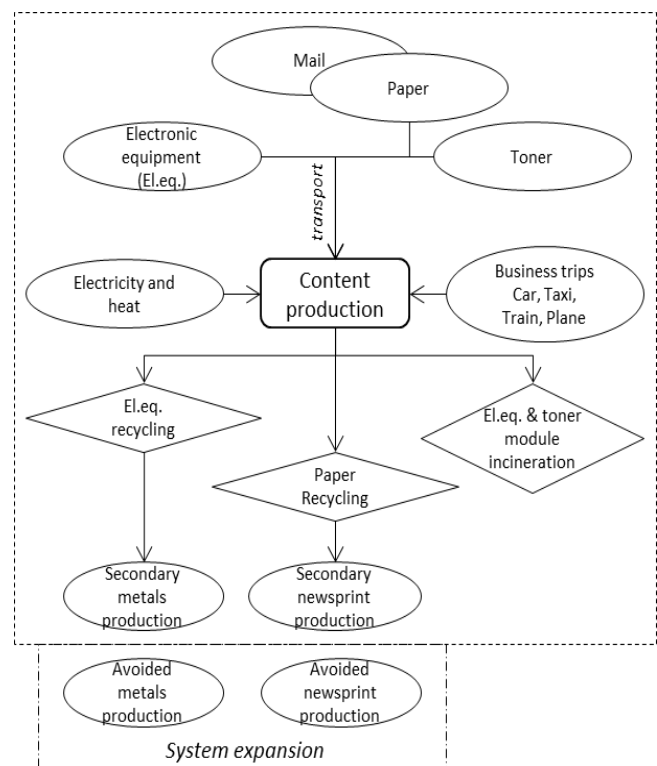 Mail
Paper
Electronic
equipment
(El.eq.)
Toner
transport
Electricity and
heat
Content
production
Business trips
Car, Taxi,
Train, Plane
El.eq.
recycling
Paper
Recycling
El.eq. & toner
module
incineration
Secondary
metals
production
Secondary
newsprint
production
Avoided
metals
production
Avoided
newsprint
production
System expansion